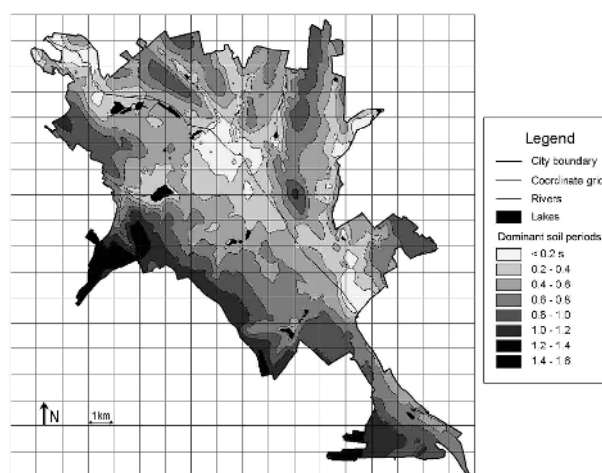 N
1km
Legend
City boundary
Coordinate grid
Rivers
Lakes
Dominant soil periods
< 0.2 s
0.2 - 0.4
0.4 - 0.6
0.6 - 0.8
0.8 - 1.0
1.0 - 1.2
1.2 - 1.4
1.4 - 1.6